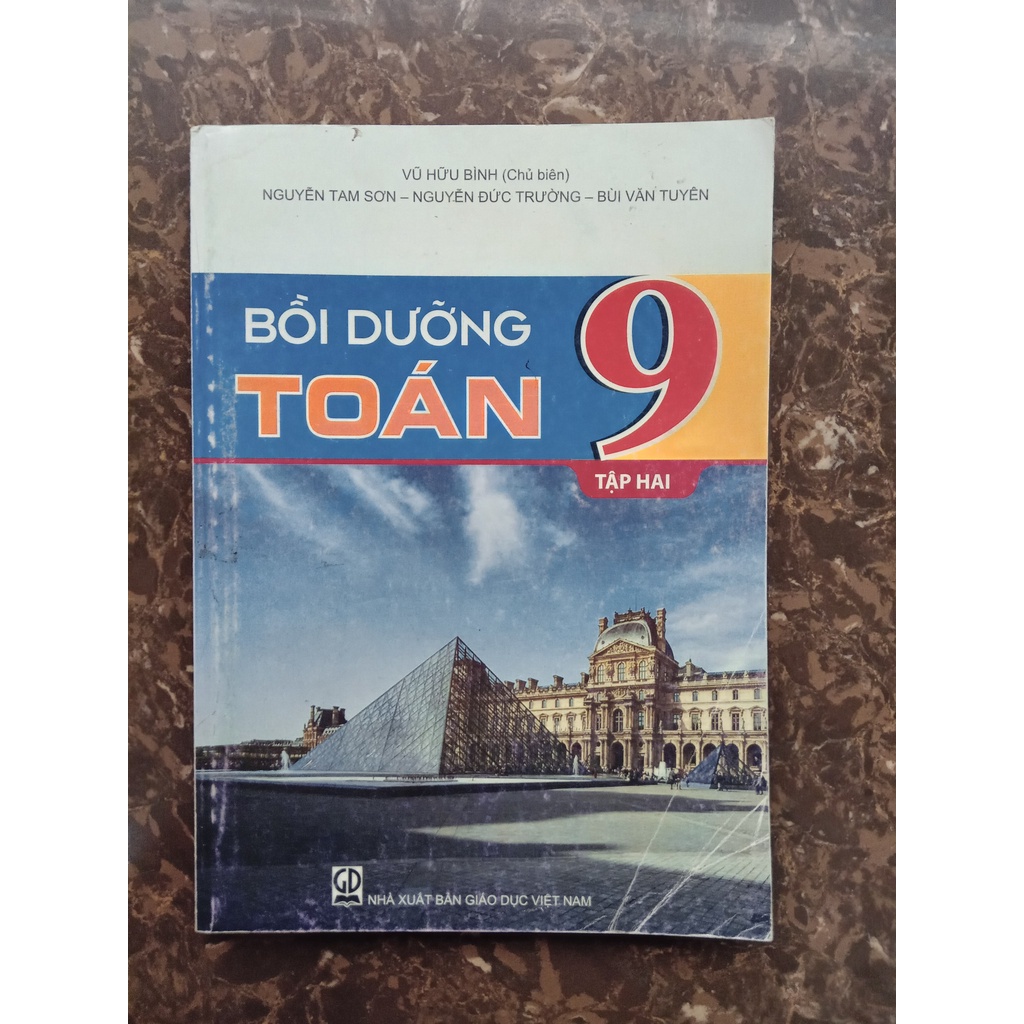 VŨ HỮU BÌNH (Chủ biên)
NGUYỄN TAM SƠN – NGUYỄN ĐỨC TRƯỜNG – BÙI VĂN TUYÊN
BỒI DƯỠNG
TOÁN 9
TẬP HAI
GD
NHÀ XUẤT BẢN GIÁO DỤC VIỆT NAM